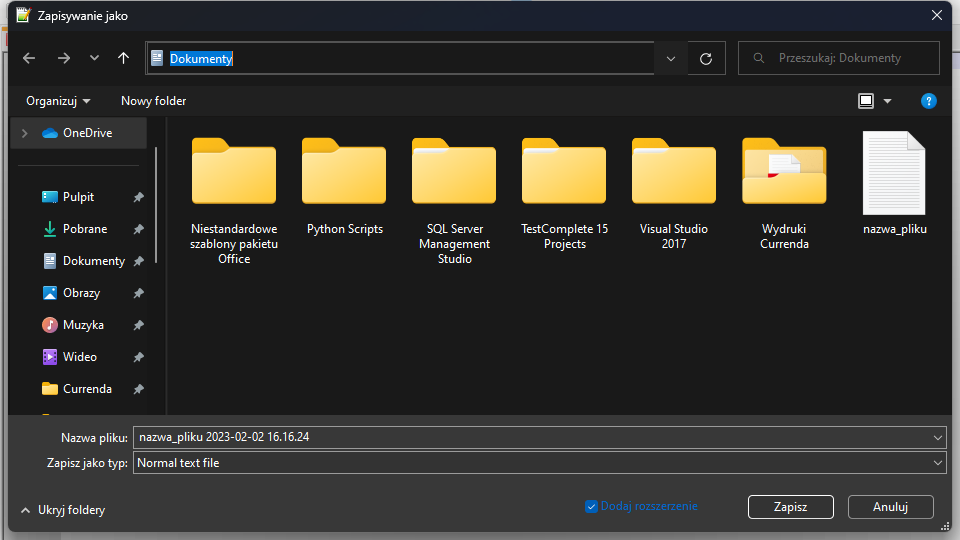 Zapisywanie jako
Dokumenty
Przeszukaj: Dokumenty
Organizuj
Nowy folder
OneDrive
Pulpit
Pobrane
Dokumenty
Obrazy
Muzyka
Wideo
Currenda
Niestandardowe
szablony pakietu
Office
Python Scripts
SQL Server
Management
Studio
TestComplete 15
Projects
Visual Studio
2017
Wydruki
Currenda
nazwa_pliku
Nazwa pliku: nazwa_pliku 2023-02-02 16.16.24
Zapisz jako typ: Normal text file
Ukryj foldery
Dodaj rozszerzenie
Zapisz
Anuluj